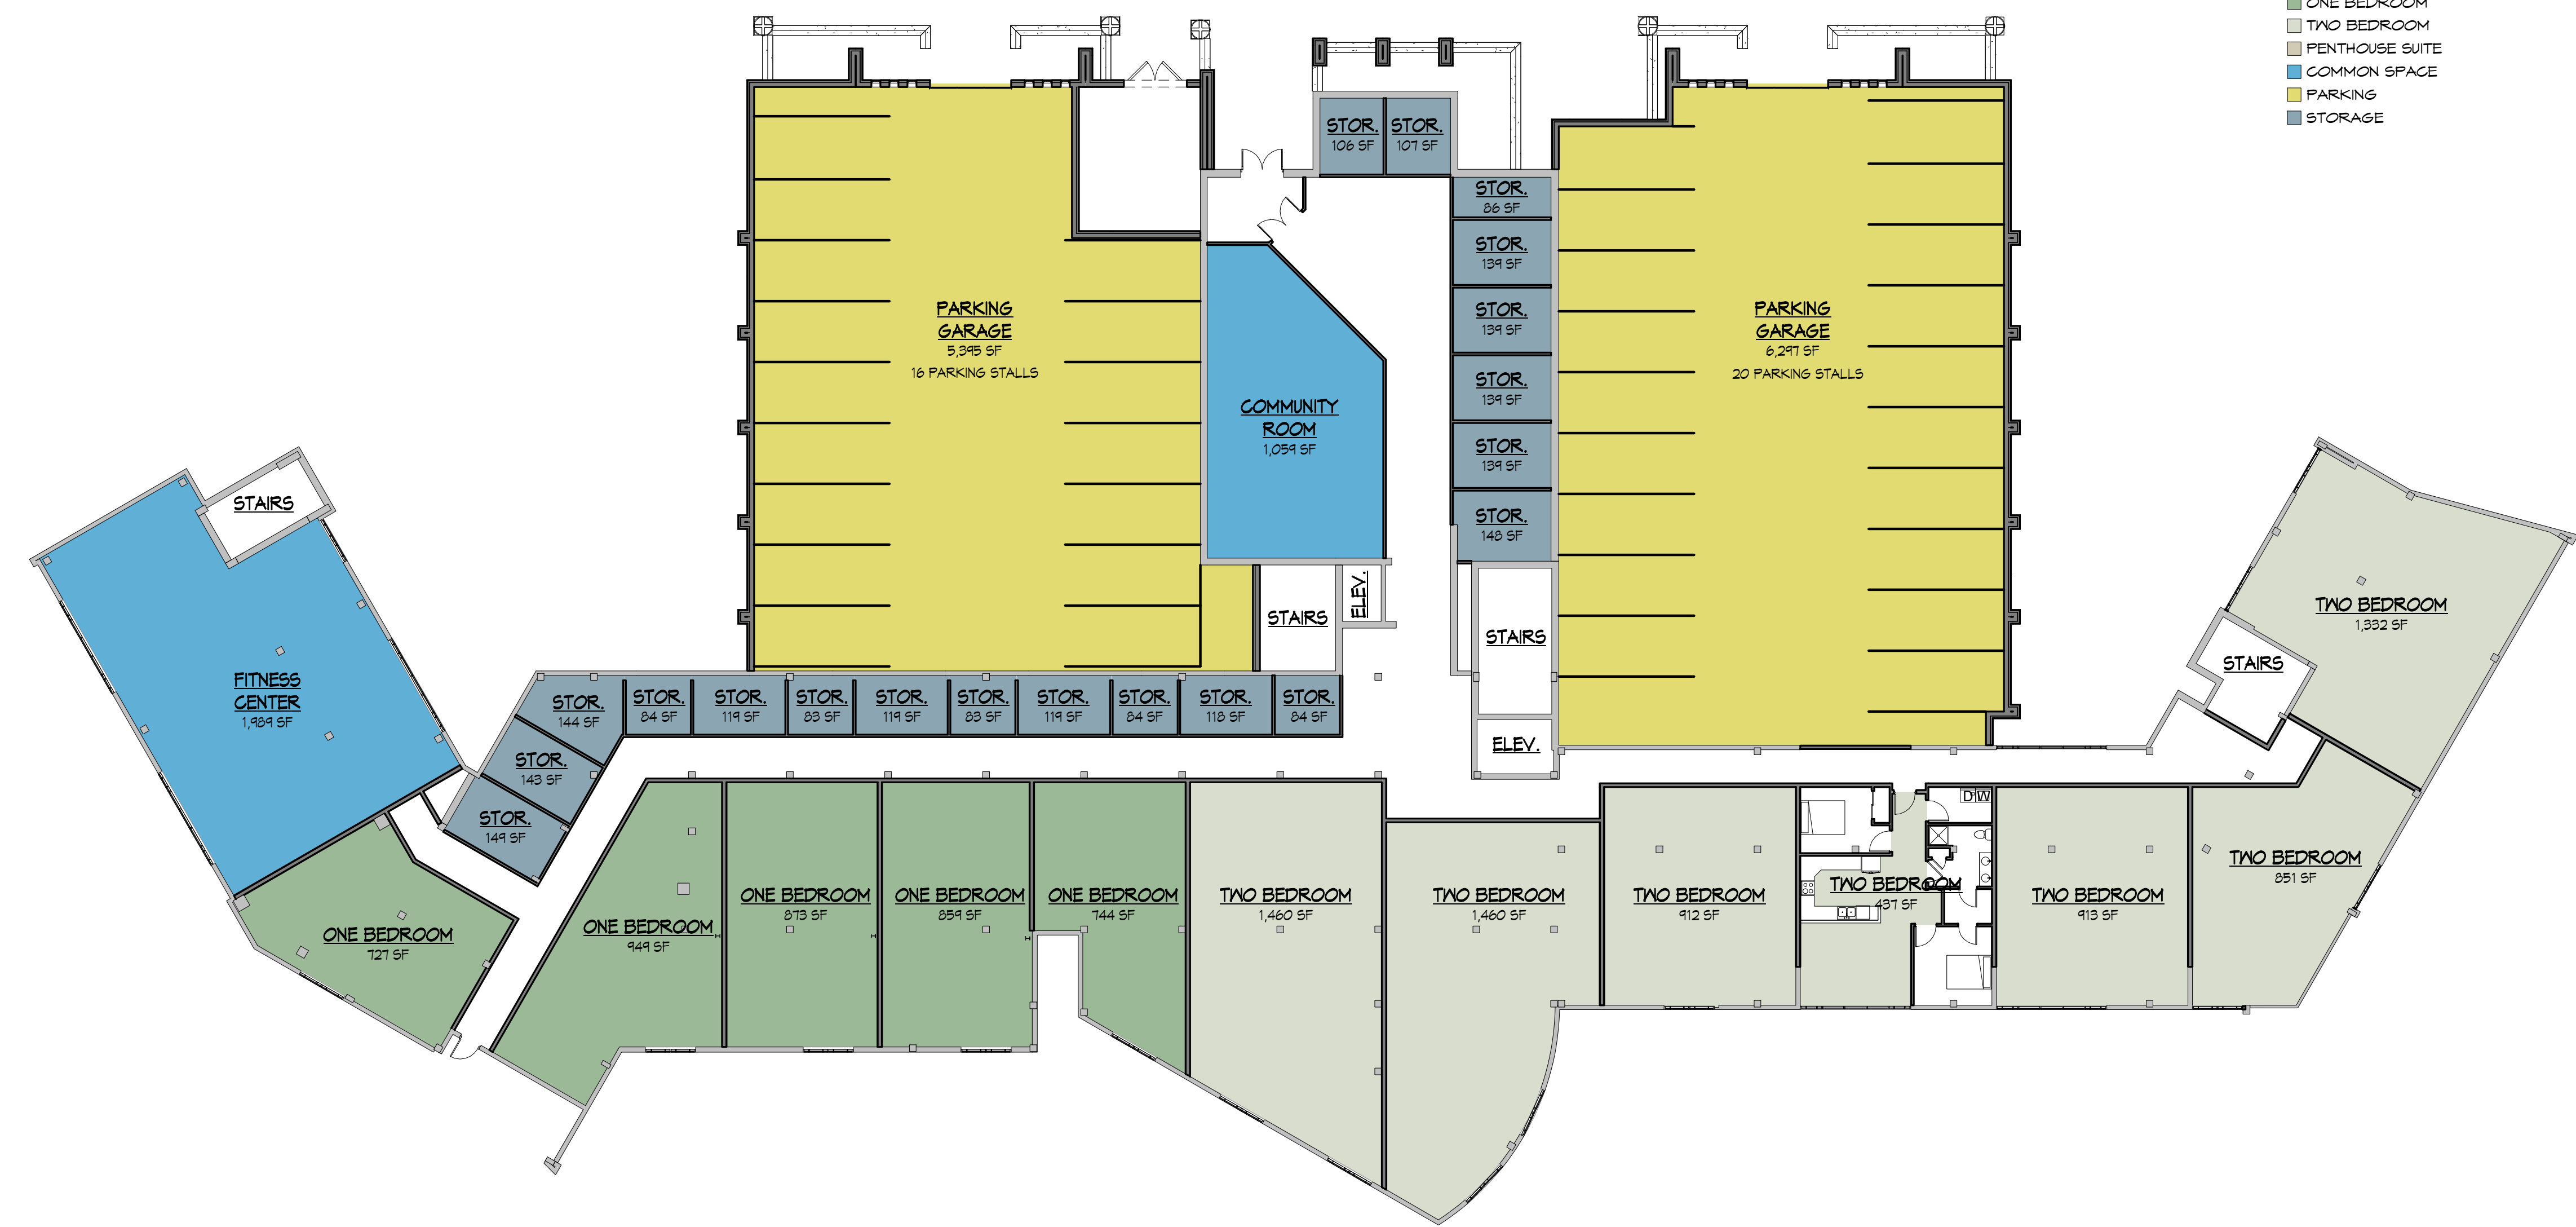 ONE BEDROOM
TWO BEDROOM
PENTHOUSE SUITE
COMMON SPACE
PARKING
STORAGE
STOR.
106 SF
STOR.
107 SF
STOR.
86 SF
STOR.
139 SF
STOR.
139 SF
STOR.
139 SF
STOR.
139 SF
STOR.
148 SF
PARKING
GARAGE
5,395 SF
16 PARKING STALLS
COMMUNITY
ROOM
1,059 SF
PARKING
GARAGE
6,297 SF
20 PARKING STALLS
STAIRS
FITNESS
CENTER
1,989 SF
STAIRS
ELEV.
STAIRS
ELEV.
TWO BEDROOM
1,332 SF
STAIRS
STOR.
144 SF
STOR.
84 SF
STOR.
119 SF
STOR.
83 SF
STOR.
119 SF
STOR.
83 SF
STOR.
119 SF
STOR.
84 SF
STOR.
118 SF
STOR.
84 SF
STOR.
143 SF
STOR.
149 SF
ONE BEDROOM
727 SF
ONE BEDROOM
949 SF
ONE BEDROOM
873 SF
ONE BEDROOM
859 SF
ONE BEDROOM
744 SF
TWO BEDROOM
1,460 SF
TWO BEDROOM
1,460 SF
TWO BEDROOM
912 SF
D W
TWO BEDROOM
437 SF
TWO BEDROOM
913 SF
TWO BEDROOM
851 SF